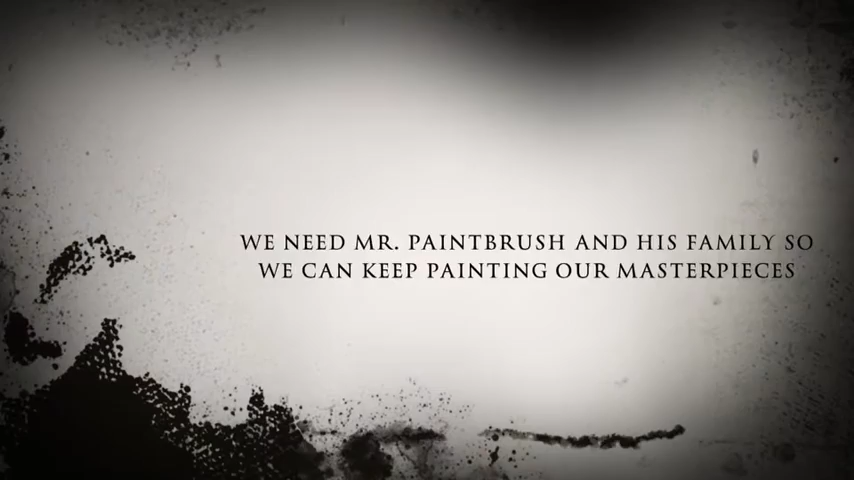 WE NEED MR. PAINTBRUSH AND HIS FAMILY SO
WE CAN KEEP PAINTING OUR MASTERPIECES